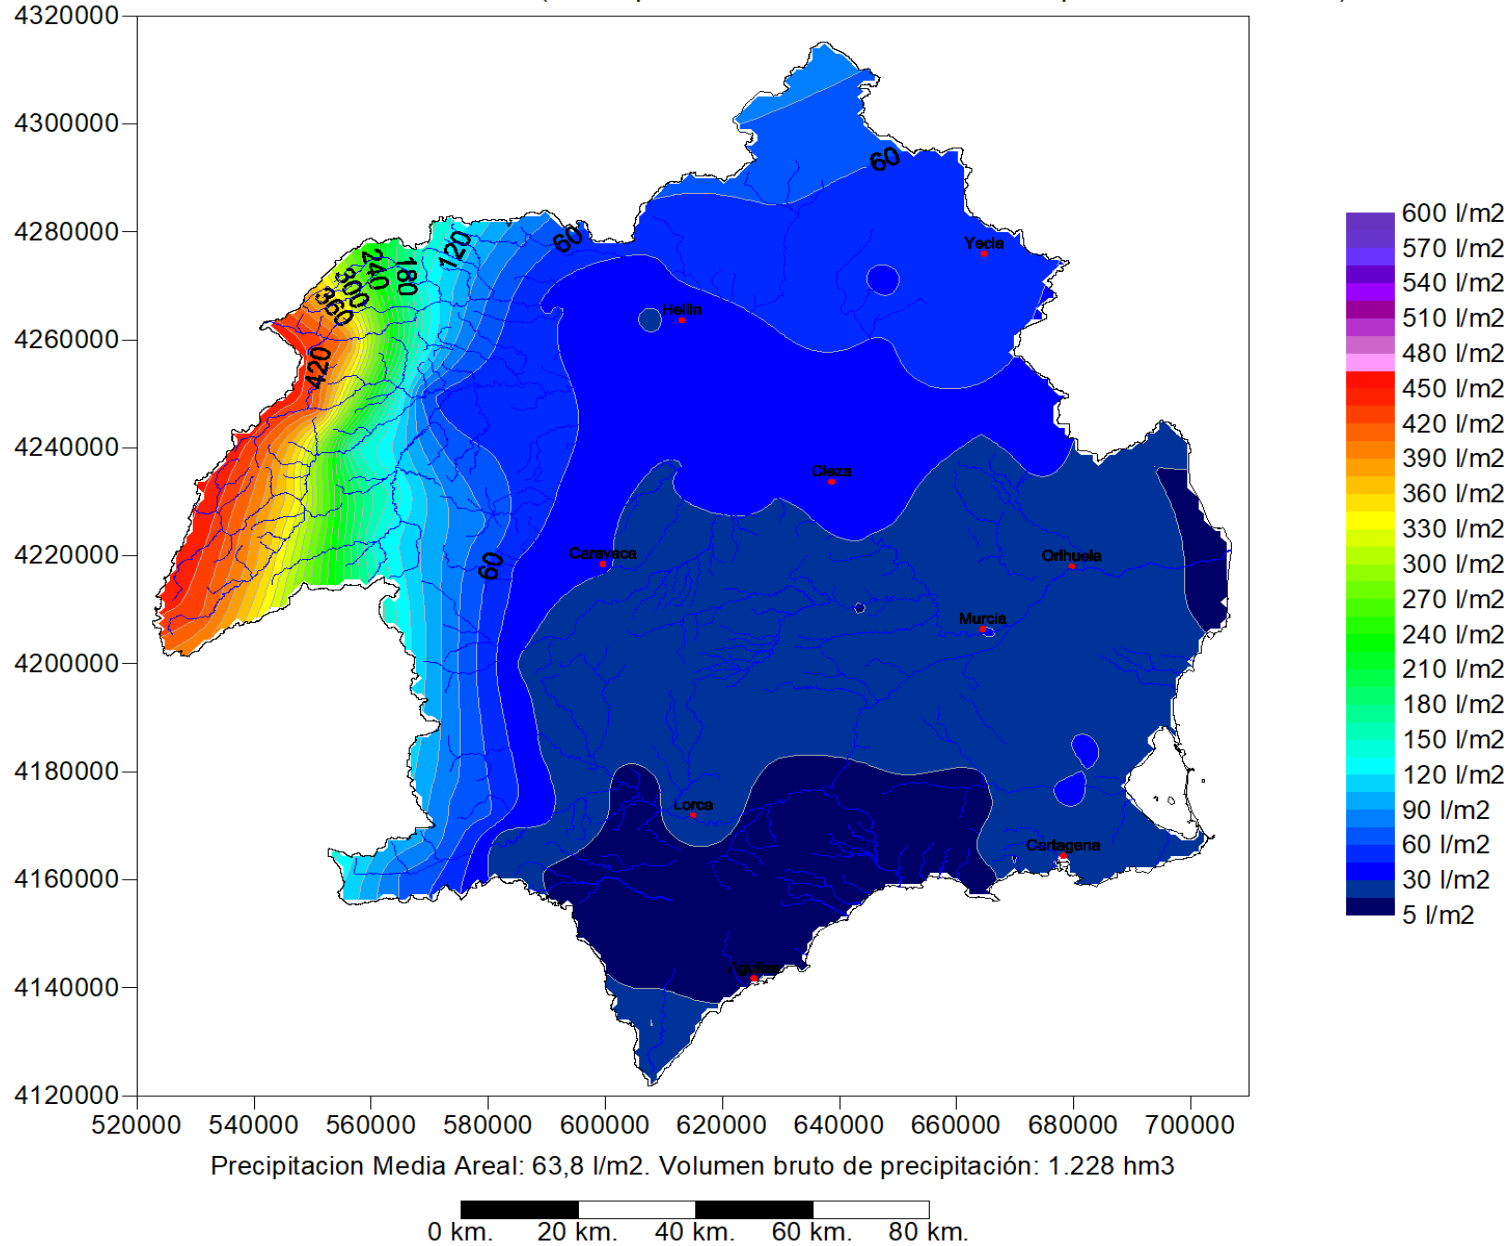 4320000
4300000
4280000
4260000
4240000
4220000
4200000
4180000
4160000
4140000
4120000
520000 540000 560000 580000 600000 620000 640000 660000 680000 700000
60
60
120
180
240
300
360
420
60
Yecla
Hellin
Cieza
Caravaca
Orihuela
Murcia
Lorca
Cartagena
Aguilas
600 l/m2
570 l/m2
540 l/m2
510 l/m2
480 l/m2
450 l/m2
420 l/m2
390 l/m2
360 l/m2
330 l/m2
300 l/m2
270 l/m2
240 l/m2
210 l/m2
180 l/m2
150 l/m2
120 l/m2
90 l/m2
60 l/m2
30 l/m2
5 l/m2
Precipitacion Media Areal: 63,8 l/m2. Volumen bruto de precipitación: 1.228 hm3
0 km. 20 km. 40 km. 60 km. 80 km.